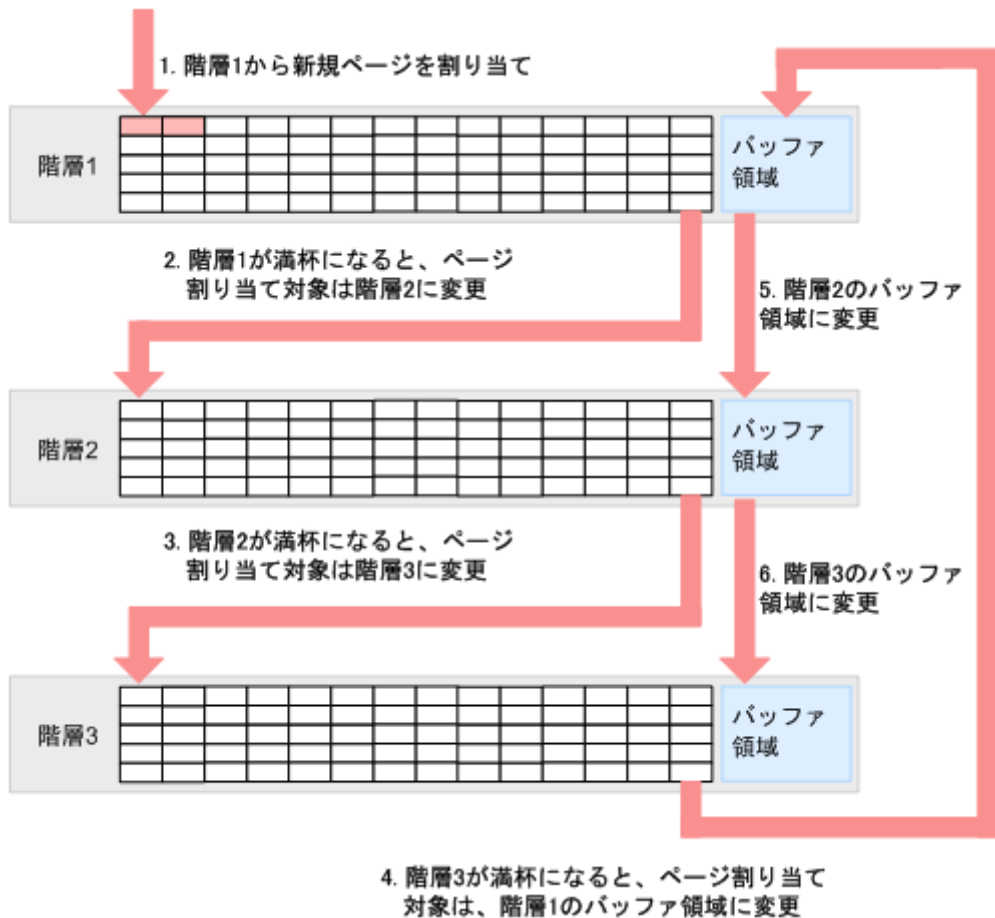 1. 階層1から新規ページを割り当て
階層1
バッファ
領域
2. 階層1が満杯になると、ページ
割り当て対象は階層2に変更
5. 階層2のバッファ
領域に変更
階層2
バッファ
領域
3. 階層2が満杯になると、ページ
割り当て対象は階層3に変更
6. 階層3のバッファ
領域に変更
階層3
バッファ
領域
4. 階層3が満杯になると、ページ割り当て
対象は、階層1のバッファ領域に変更